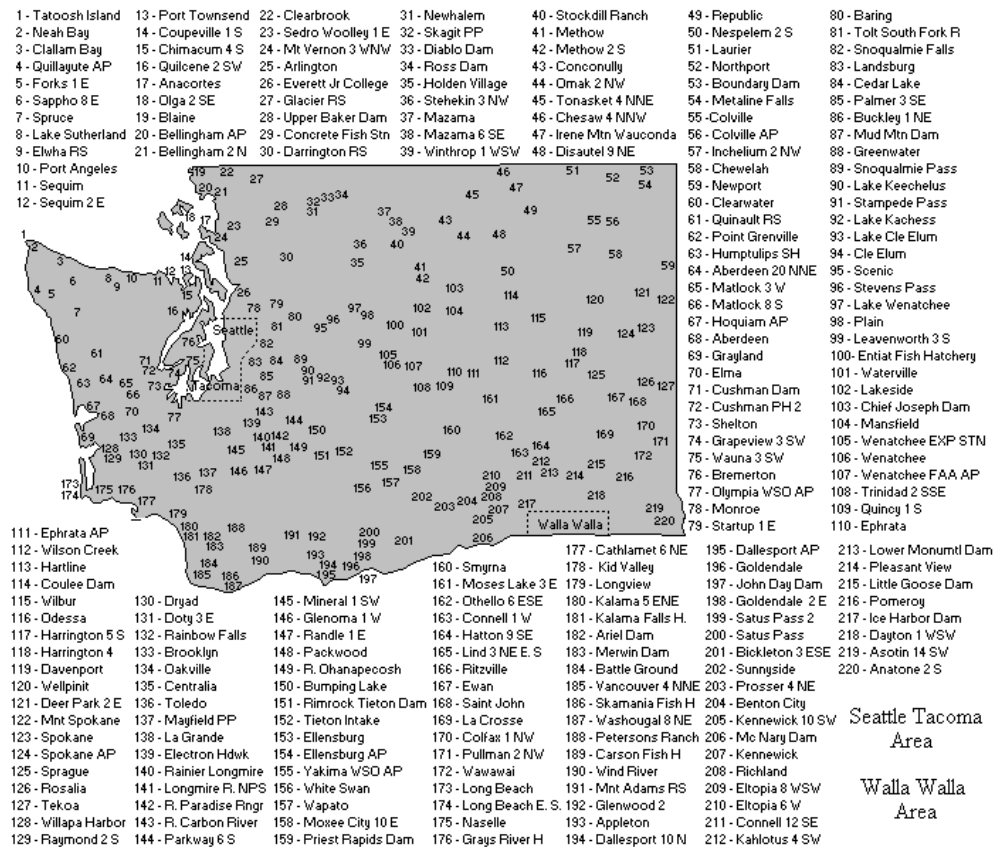 1 - Tatoosh Island
2 - Neah Bay
3 - Clallam Bay
4 - Quillayute AP
5 - Forks 1 E
6 - Sappho 8 E
7 - Spruce
8 - Lake Sutherland
9 - Elwha RS
10 - Port Angeles
11 - Sequim
12 - Sequim 2 E
13 - Port Townsend
14 - Coupeville 1 S
15 - Chimacum 4 S
16 - Quilcene 2 SW
17 - Anacortes
18 - Olga 2 SE
19 - Blaine
20 - Bellingham AP
21 - Bellingham 2 N
22 - Clearbrook
23 - Sedro Woolley 1 E
24 - Mt Vernon 3 WNW
25 - Arlington
26 - Everett Jr College
27 - Glacier RS
28 - Upper Baker Dam
29 - Concrete Fish Stn
30 - Darrington RS
31 - Newhalem
32 - Skagit PP
33 - Diablo Dam
34 - Ross Dam
35 - Holden Village
36 - Stehekin 3 NW
37 - Mazama
38 - Mazama 6 SE
39 - Winthrop 1 WSW
40 - Stockdill Ranch
41 - Methow
42 - Methow 2 S
43 - Conconully
44 - Omak 2 NW
45 - Tonasket 4 NNE
46 - Chesaw 4 NNW
47 - Irene Mtn Wauconda
48 - Disautel 9 NE
49 - Republic
50 - Nespelem 2 S
51 - Laurier
52 - Northport
53 - Boundary Dam
54 - Metaline Falls
55 - Colville
56 - Colville AP
57 - Inchelium 2 NW
58 - Chewelah
59 - Newport
60 - Clearwater
61 - Quinault RS
62 - Point Grenville
63 - Humptulips SH
64 - Aberdeen 20 NNE
65 - Matlock 3 W
66 - Matlock 8 S
67 - Hoquiam AP
68 - Aberdeen
69 - Grayland
70 - Elma
71 - Cushman Dam
72 - Cushman PH 2
73 - Shelton
74 - Grapeview 3 SW
75 - Wauna 3 SW
76 - Bremerton
77 - Olympia WSO AP
78 - Monroe
79 - Startup 1 E
80 - Baring
81 - Tolt South Fork R
82 - Snoqualmie Falls
83 - Landsburg
84 - Cedar Lake
85 - Palmer 3 SE
86 - Buckley 1 NE
87 - Mud Mtn Dam
88 - Greenwater
89 - Snoqualmie Pass
90 - Lake Keechelus
91 - Stampede Pass
92 - Lake Kachess
93 - Lake Cle Elum
94 - Cle Elum
95 - Scenic
96 - Stevens Pass
97 - Lake Wenatchee
98 - Plain
99 - Leavenworth 3 S
100 - Entiat Fish Hatchery
101 - Waterville
102 - Lakeside
103 - Chief Joseph Dam
104 - Mansfield
105 - Wenatchee EXP STN
106 - Wenatchee
107 - Wenatchee FAA AP
108 - Trinidad 2 SSE
109 - Quincy 1 S
110 - Ephrata
Seattle
Tacoma
Walla Walla
111 - Ephrata AP
112 - Wilson Creek
113 - Hartline
114 - Coulee Dam
115 - Wilbur
116 - Odessa
117 - Harrington 5 S
118 - Harrington 4
119 - Davenport
120 - Wellpinit
121 - Deer Park 2 E
122 - Mnt Spokane
123 - Spokane
124 - Spokane AP
125 - Sprague
126 - Rosalia
127 - Tekoa
128 - Willapa Harbor
129 - Raymond 2 S
130 - Dryad
131 - Doty 3 E
132 - Rainbow Falls
133 - Brooklyn
134 - Oakville
135 - Centralia
136 - Toledo
137 - Mayfield PP
138 - La Grande
139 - Electron Hdwk
140 - Rainier Longmire
141 - Longmire R. NPS
142 - R. Paradise Rngr
143 - R. Carbon River
144 - Parkway 6 S
145 - Mineral 1 SW
146 - Glenoma 1 W
147 - Randle 1 E
148 - Packwood
149 - R. Ohanapecosh
150 - Bumping Lake
151 - Rimrock Tieton Dam
152 - Tieton Intake
153 - Ellensburg
154 - Ellensburg AP
155 - Yakima WSO AP
156 - White Swan
157 - Wapato
158 - Moxee City 10 E
159 - Priest Rapids Dam
160 - Smyrna
161 - Moses Lake 3 E
162 - Othello 6 ESE
163 - Connell 1 W
164 - Hatton 9 SE
165 - Lind 3 NE E. S
166 - Ritzville
167 - Ewan
168 - Saint John
169 - La Crosse
170 - Colfax 1 NW
171 - Pullman 2 NW
172 - Wawawai
173 - Long Beach
174 - Long Beach E. S.
175 - Naselle
176 - Grays River H
177 - Cathlamet 6 NE
178 - Kid Valley
179 - Longview
180 - Kalama 5 ENE
181 - Kalama Falls H.
182 - Ariel Dam
183 - Merwin Dam
184 - Battle Ground
185 - Vancouver 4 NNE
186 - Skamania Fish H
187 - Washougal 8 NE
188 - Petersons Ranch
189 - Carson Fish H
190 - Wind River
191 - Mnt Adams RS
192 - Glenwood 2
193 - Appleton
194 - Dallesport 10 N
195 - Dallesport AP
196 - Goldendale
197 - John Day Dam
198 - Goldendale 2 E
199 - Satus Pass 2
200 - Satus Pass
201 - Bickleton 3 ESE
202 - Sunnyside
203 - Prosser 4 NE
204 - Benton City
205 - Kennewick 10 SW
206 - Mc Nary Dam
207 - Kennewick
208 - Richland
209 - Eltopia 8 WSW
210 - Eltopia 6 W
211 - Connell 12 SE
212 - Kahlotus 4 SW
213 - Lower Monumtl Dam
214 - Pleasant View
215 - Little Goose Dam
216 - Pomeroy
217 - Ice Harbor Dam
218 - Dayton 1 WSW
219 - Asotin 14 SW
220 - Anatone 2 S
Seattle Tacoma
Area
Walla Walla
Area